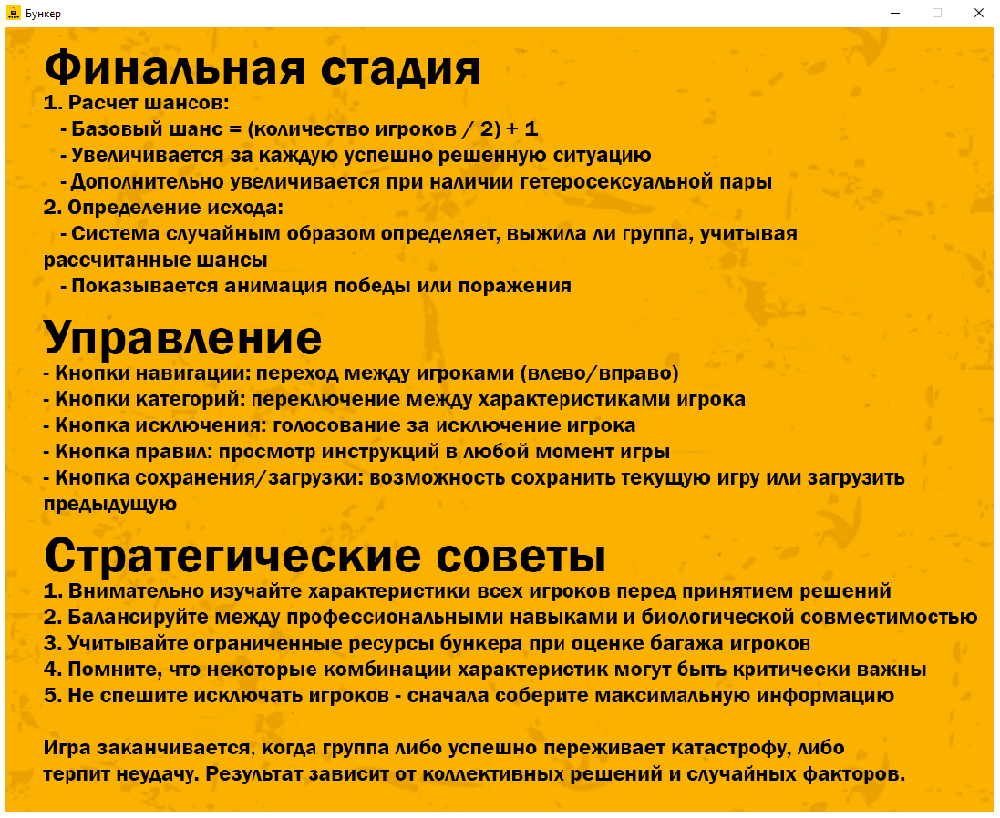 Бункер
Финальная стадия
1. Расчет шансов:
- Базовый шанс = (количество игроков / 2) + 1
- Увеличивается за каждую успешно решенную ситуацию
- Дополнительно увеличивается при наличии гетеросексуальной пары
2. Определение исхода:
- Система случайным образом определяет, выжила ли группа, учитывая
рассчитанные шансы
- Показывается анимация победы или поражения
Управление
- Кнопки навигации: переход между игроками (влево/вправо)
- Кнопки категорий: переключение между характеристиками игрока
- Кнопка исключения: голосование за исключение игрока
- Кнопка правил: просмотр инструкций в любой момент игры
- Кнопка сохранения/загрузки: возможность сохранить текущую игру или загрузить
предыдущую
Стратегические советы
1. Внимательно изучайте характеристики всех игроков перед принятием решений
2. Балансируйте между профессиональными навыками и биологической совместимостью
3. Учитывайте ограниченные ресурсы бункера при оценке багажа игроков
4. Помните, что некоторые комбинации характеристик могут быть критически важны
5. Не спешите исключать игроков - сначала соберите максимальную информацию
Игра заканчивается, когда группа либо успешно переживает катастрофу, либо
терпит неудачу. Результат зависит от коллективных решений и случайных факторов.